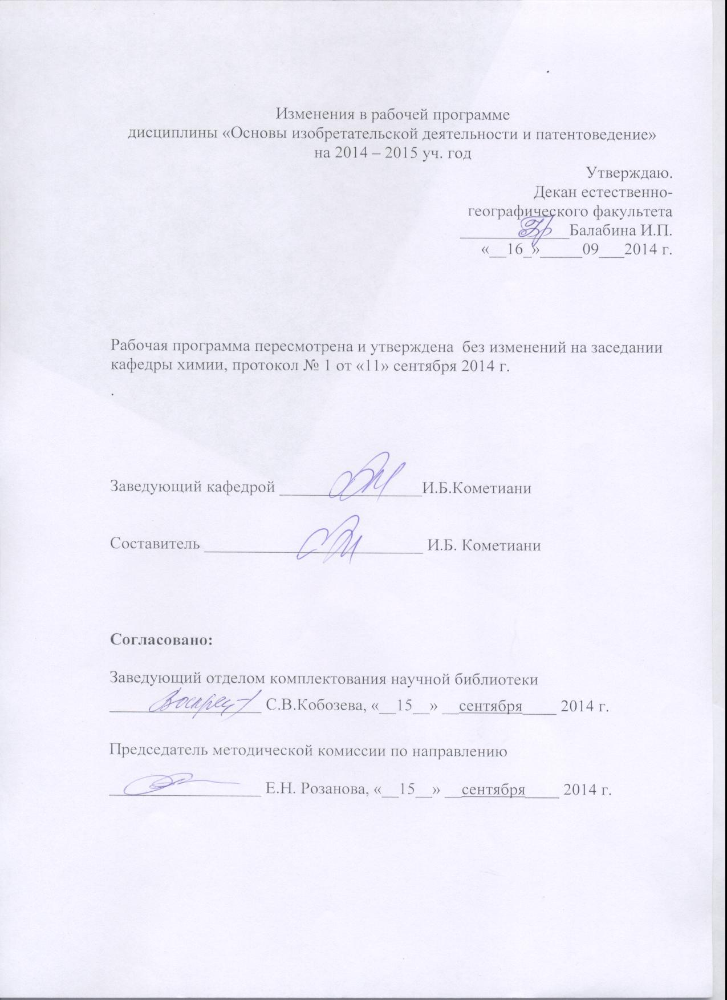 Изменения в рабочей программе
дисциплины «Основы изобретательской деятельности и патентоведение»
на 2014 – 2015 уч. год
Утверждаю.
Декан естественно-
географического факультета
_____________Балабина И.П.
«__16_»_____09___2014 г.
Рабочая программа пересмотрена и утверждена  без изменений на заседании
кафедры химии, протокол № 1 от «11» сентября 2014 г.
.
Заведующий кафедрой _________________И.Б.Кометиани
Составитель __________________________ И.Б. Кометиани
Согласовано:
Заведующий отделом комплектования научной библиотеки
__________________ С.В.Кобозева, «__15__» __сентября____ 2014 г.
Председатель методической комиссии по направлению
__________________ Е.Н. Розанова, «__15__» __сентября____ 2014 г.